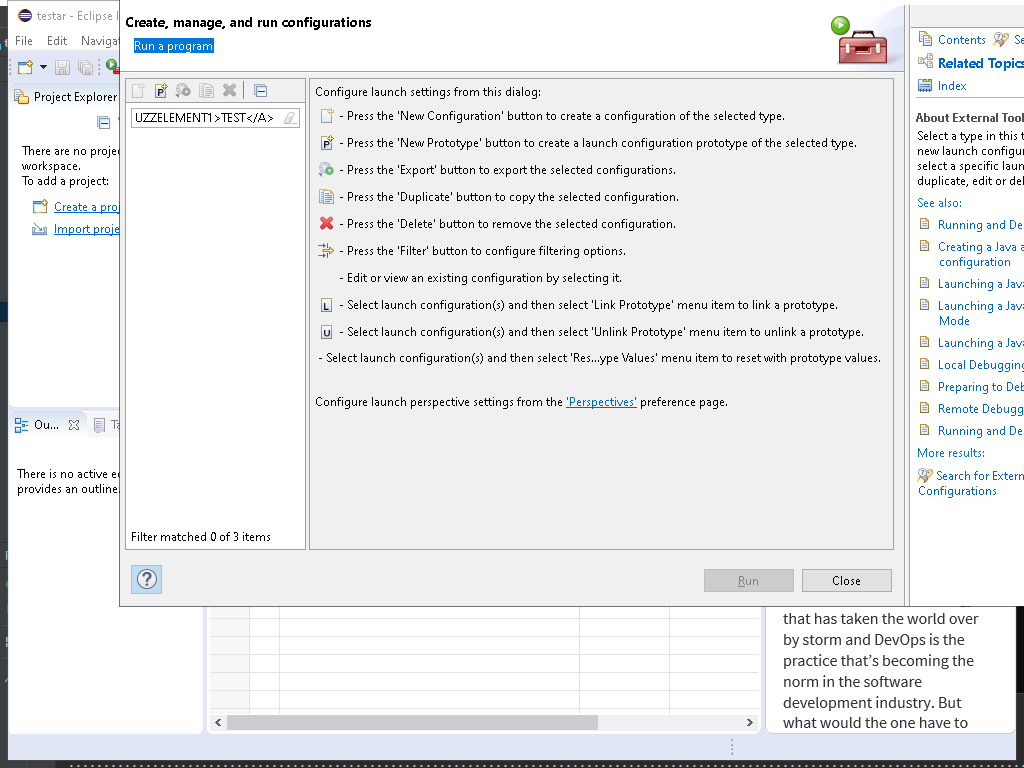 testar - Eclipse I
File Edit Navigat
Project Explorer
There are no proje
workspace.
To add a project:
Create a proj
Import proje
Ou...
Ta
There is no active e
provides an outline.
Create, manage, and run configurations
Run a program
UZZELEMENT1>TEST</A>
Filter matched 0 of 3 items
Configure launch settings from this dialog:
- Press the 'New Configuration' button to create a configuration of the selected type.
- Press the 'New Prototype' button to create a launch configuration prototype of the selected type.
- Press the 'Export' button to export the selected configurations.
- Press the 'Duplicate' button to copy the selected configuration.
- Press the 'Delete' button to remove the selected configuration.
- Press the 'Filter' button to configure filtering options.
- Edit or view an existing configuration by selecting it.
- Select launch configuration(s) and then select 'Link Prototype' menu item to link a prototype.
- Select launch configuration(s) and then select 'Unlink Prototype' menu item to unlink a prototype.
- Select launch configuration(s) and then select 'Res...ype Values' menu item to reset with prototype values.
Configure launch perspective settings from the 'Perspectives' preference page.
Run
Close
Contents Se
Related Topics
Index
About External Tool
Select a type in this t
new launch configur
select a specific laun
duplicate, edit or del
See also:
Running and De
Creating a Java a
configuration
Launching a Java
Launching a Java
Mode
Launching a Java
Local Debugging
Preparing to Deb
Remote Debugg
Running and De
More results:
Search for Extern
Configurations
that has taken the world over
by storm and DevOps is the
practice that's becoming the
norm in the software
development industry. But
what would the one have to